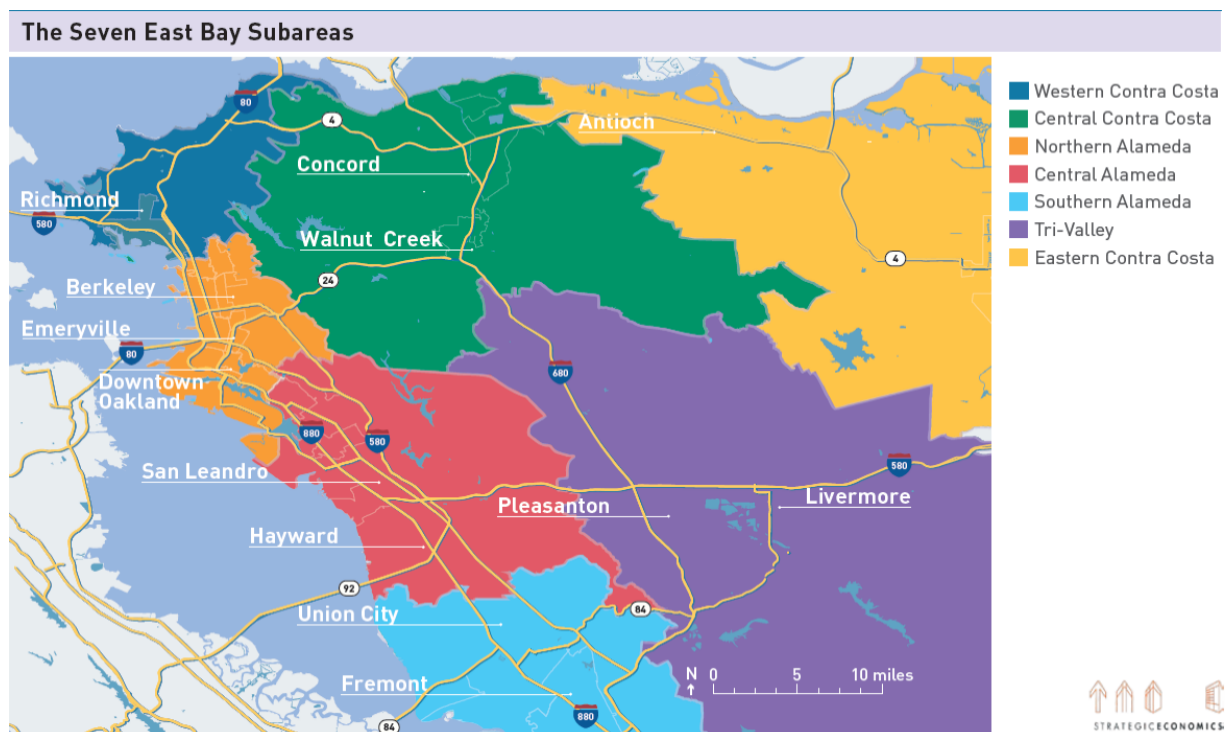 The Seven East Bay Subareas
80
4
Antioch
Concord
Richmond
580
Walnut Creek
4
24
Berkeley
Emeryville
80
680
Downtown
Oakland
880
580
580
San Leandro
Livermore
Pleasanton
Hayward
92
Union City
84
N 0 5 10 miles
Fremont
880
84
Western Contra Costa
Central Contra Costa
Northern Alameda
Central Alameda
Southern Alameda
Tri-Valley
Eastern Contra Costa
STRATEGICECONOMICS